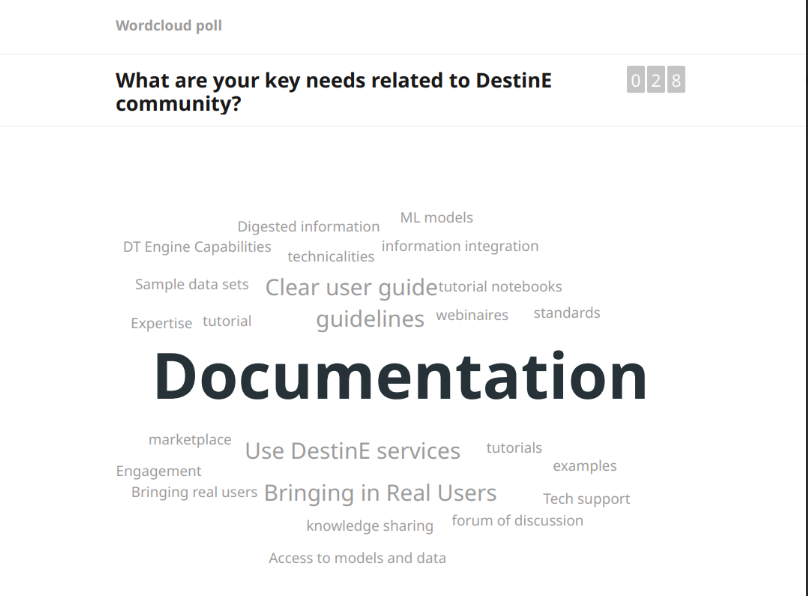 Wordcloud poll
What are your key needs related to DestinE
community?
0 2 8
ML models
Digested information
DT Engine Capabilities
technicalities
information integration
Sample data sets
Clear user guide
tutorial notebooks
Expertise
tutorial
guidelines
webinaires
standards
Documentation
marketplace
Use DestinE services
tutorials
examples
Engagement
Bringing real users
Bringing in Real Users
Tech support
knowledge sharing
forum of discussion
Access to models and data